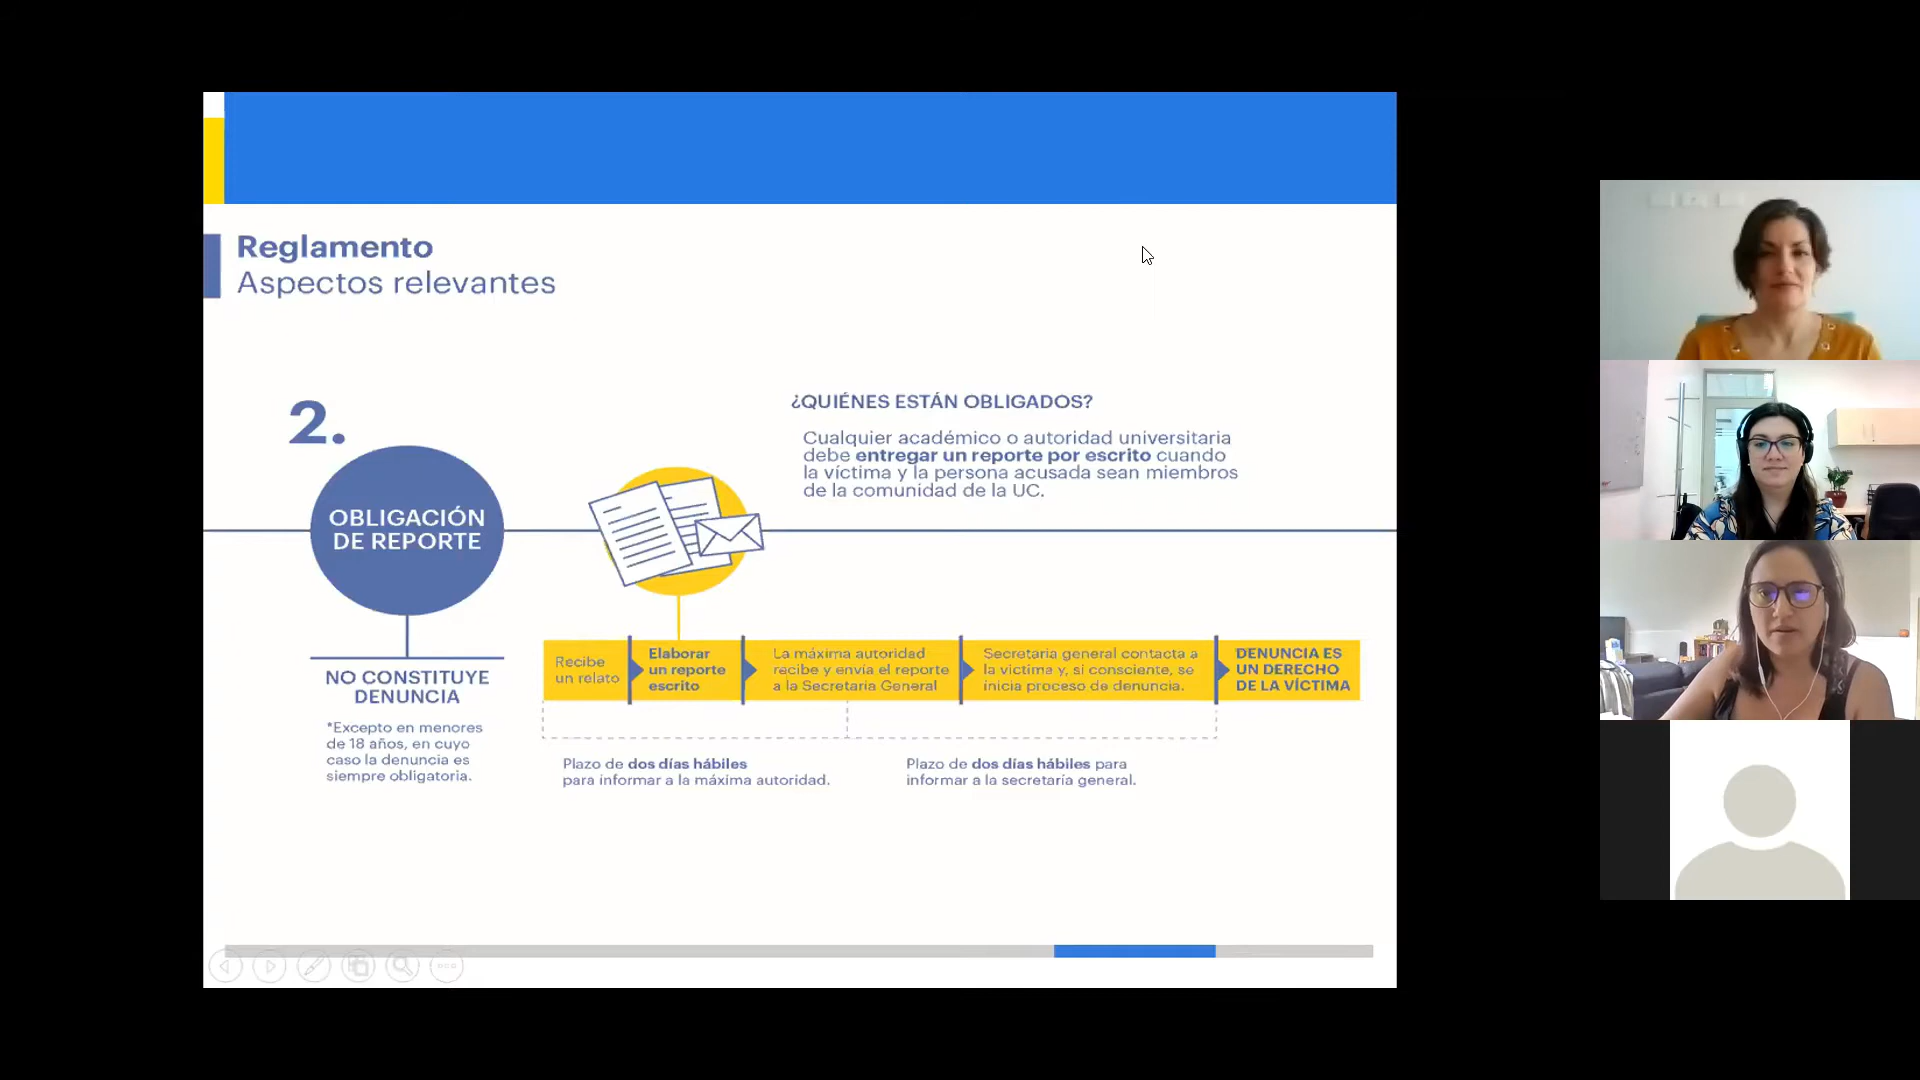 Reglamento
Aspectos relevantes
2.
OBLIGACIÓN
DE REPORTE
NO CONSTITUYE
DENUNCIA
*Excepto en menores
de 18 años, en cuyo
caso la denuncia es
siempre obligatoria.
¿QUIÉNES ESTÁN OBLIGADOS?
Cualquier académico o autoridad universitaria
debe entregar un reporte por escrito cuando
la víctima y la persona acusada sean miembros
de la comunidad de la UC.
Recibe
un relato
Elaborar
un reporte
escrito
La máxima autoridad
recibe y envía el reporte
a la Secretaría General
Secretaría general contacta a
la víctima y, si consciente, se
inicia proceso de denuncia.
DENUNCIA ES
UN DERECHO
DE LA VÍCTIMA
Plazo de dos días hábiles
para informar a la máxima autoridad.
Plazo de dos días hábiles para
informar a la secretaría general.